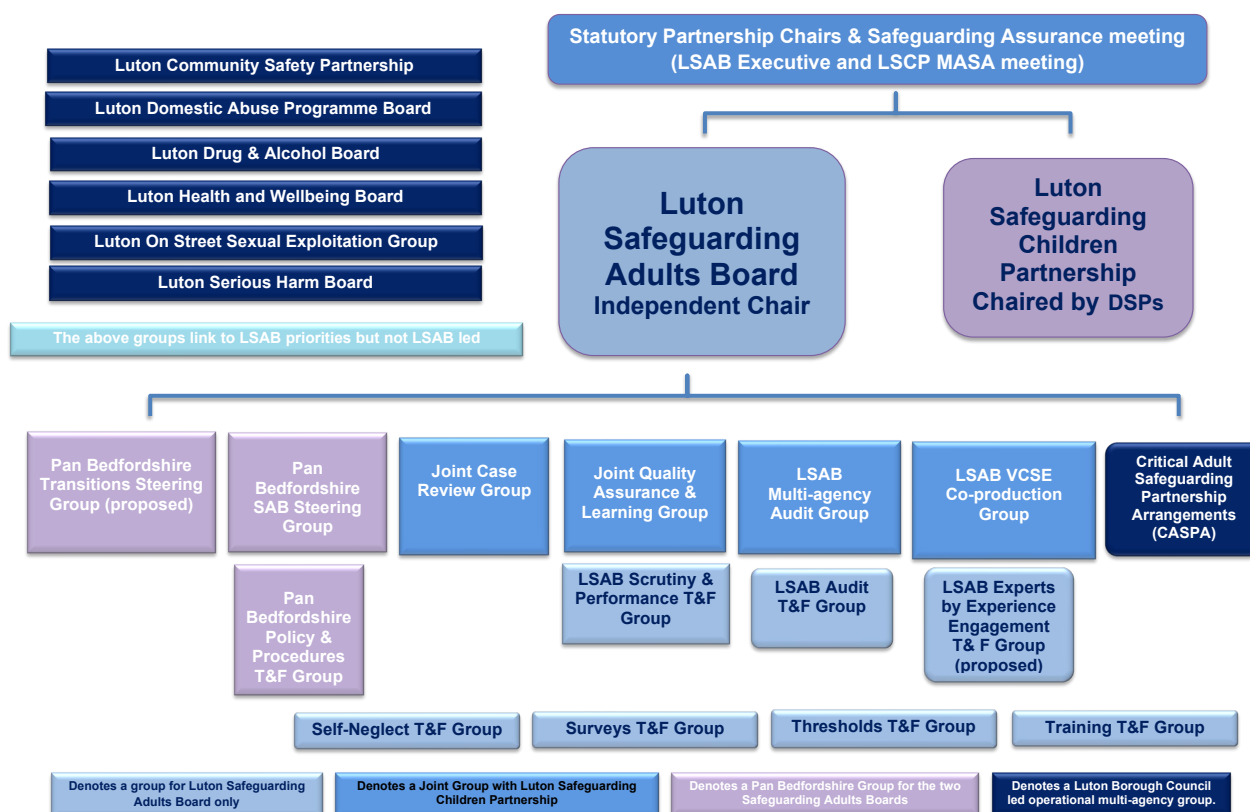 Statutory Partnership Chairs & Safeguarding Assurance meeting
(LSAB Executive and LSCP MASA meeting)
Luton Community Safety Partnership
Luton Domestic Abuse Programme Board
Luton Drug & Alcohol Board
Luton Health and Wellbeing Board
Luton On Street Sexual Exploitation Group
Luton Serious Harm Board
The above groups link to LSAB priorities but not LSAB led
Luton
Safeguarding
Adults Board
Independent Chair
Luton
Safeguarding
Children
Partnership
Chaired by DSPs
Pan Bedfordshire
Transitions Steering
Group (proposed)
Pan
Bedfordshire
SAB Steering
Group
Joint Case
Review Group
Joint Quality
Assurance &
Learning Group
LSAB
Multi-agency
Audit Group
LSAB VCSE
Co-production
Group
Critical Adult
Safeguarding
Partnership
Arrangements
(CASPA)
Pan
Bedfordshire
Policy &
Procedures
T&F Group
LSAB Scrutiny &
Performance T&F
Group
LSAB Audit
T&F Group
LSAB Experts
by Experience
Engagement
T& F Group
(proposed)
Self-Neglect T&F Group
Surveys T&F Group
Thresholds T&F Group
Training T&F Group
Denotes a group for Luton Safeguarding
Adults Board only
Denotes a Joint Group with Luton Safeguarding
Children Partnership
Denotes a Pan Bedfordshire Group for the two
Safeguarding Adults Boards
Denotes a Luton Borough Council
led operational multi-agency group.